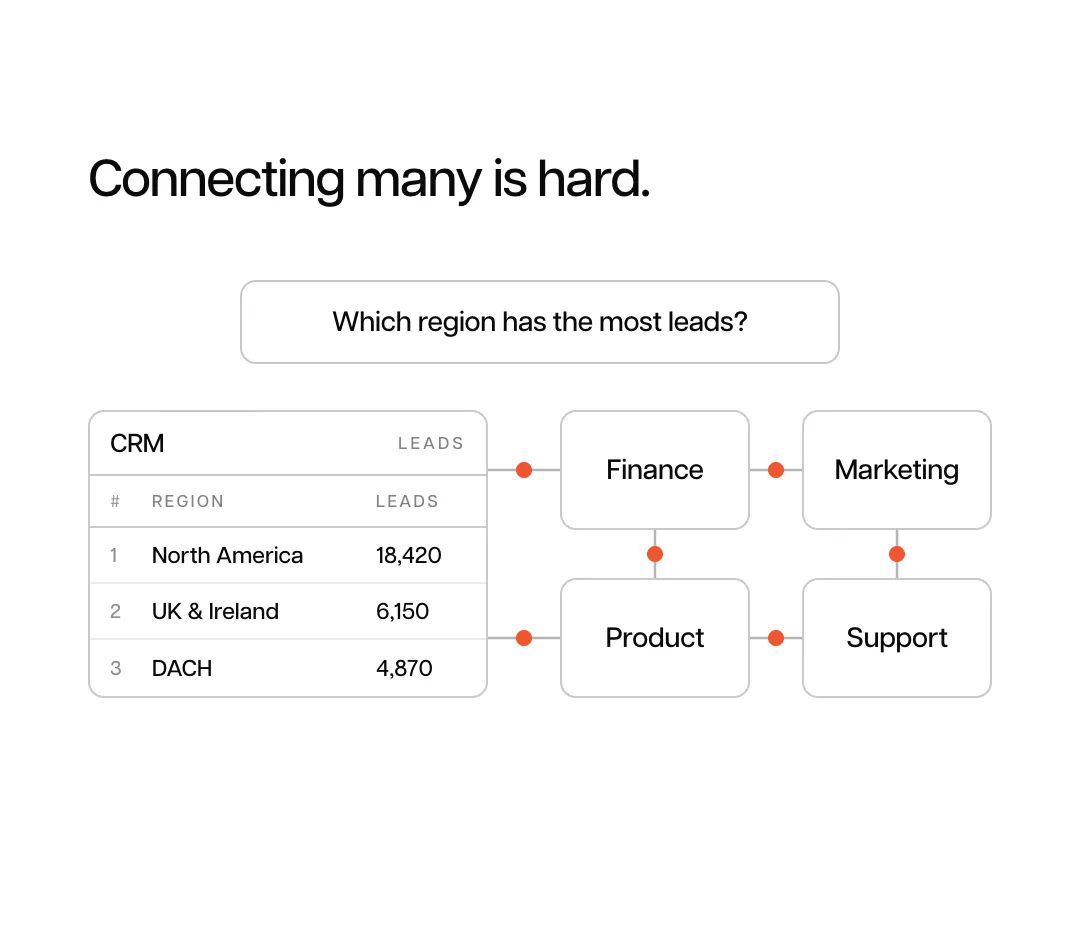 Connecting many is hard.
Which region has the most leads?
CRM LEADS
# REGION LEADS
1 North America 18,420
2 UK & Ireland 6,150
3 DACH 4,870
Finance
Marketing
Product
Support